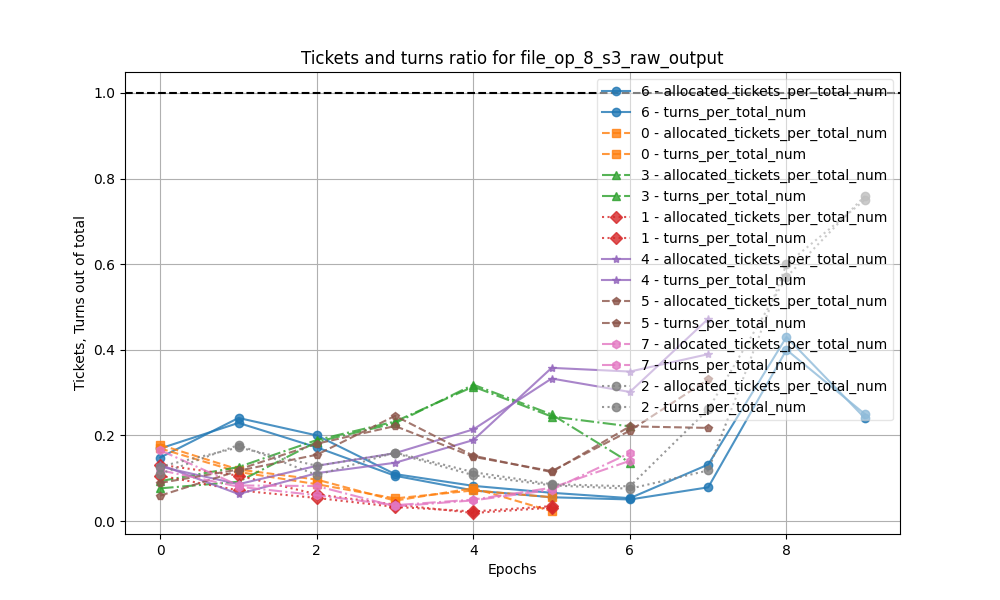 Tickets and turns ratio for file_op_8_s3_raw_output
Tickets, Turns out of total
1.0
0.8
0.6
0.4
0.2
0.0
6 - allocated_tickets_per_total_num
6 - turns_per_total_num
0 - allocated_tickets_per_total_num
0 - turns_per_total_num
3 - allocated_tickets_per_total_num
3 - turns_per_total_num
1 - allocated_tickets_per_total_num
1 - turns_per_total_num
4 - allocated_tickets_per_total_num
4 - turns_per_total_num
5 - allocated_tickets_per_total_num
5 - turns_per_total_num
7 - allocated_tickets_per_total_num
7 - turns_per_total_num
2 - allocated_tickets_per_total_num
2 - turns_per_total_num
0 2 4 6 8
Epochs